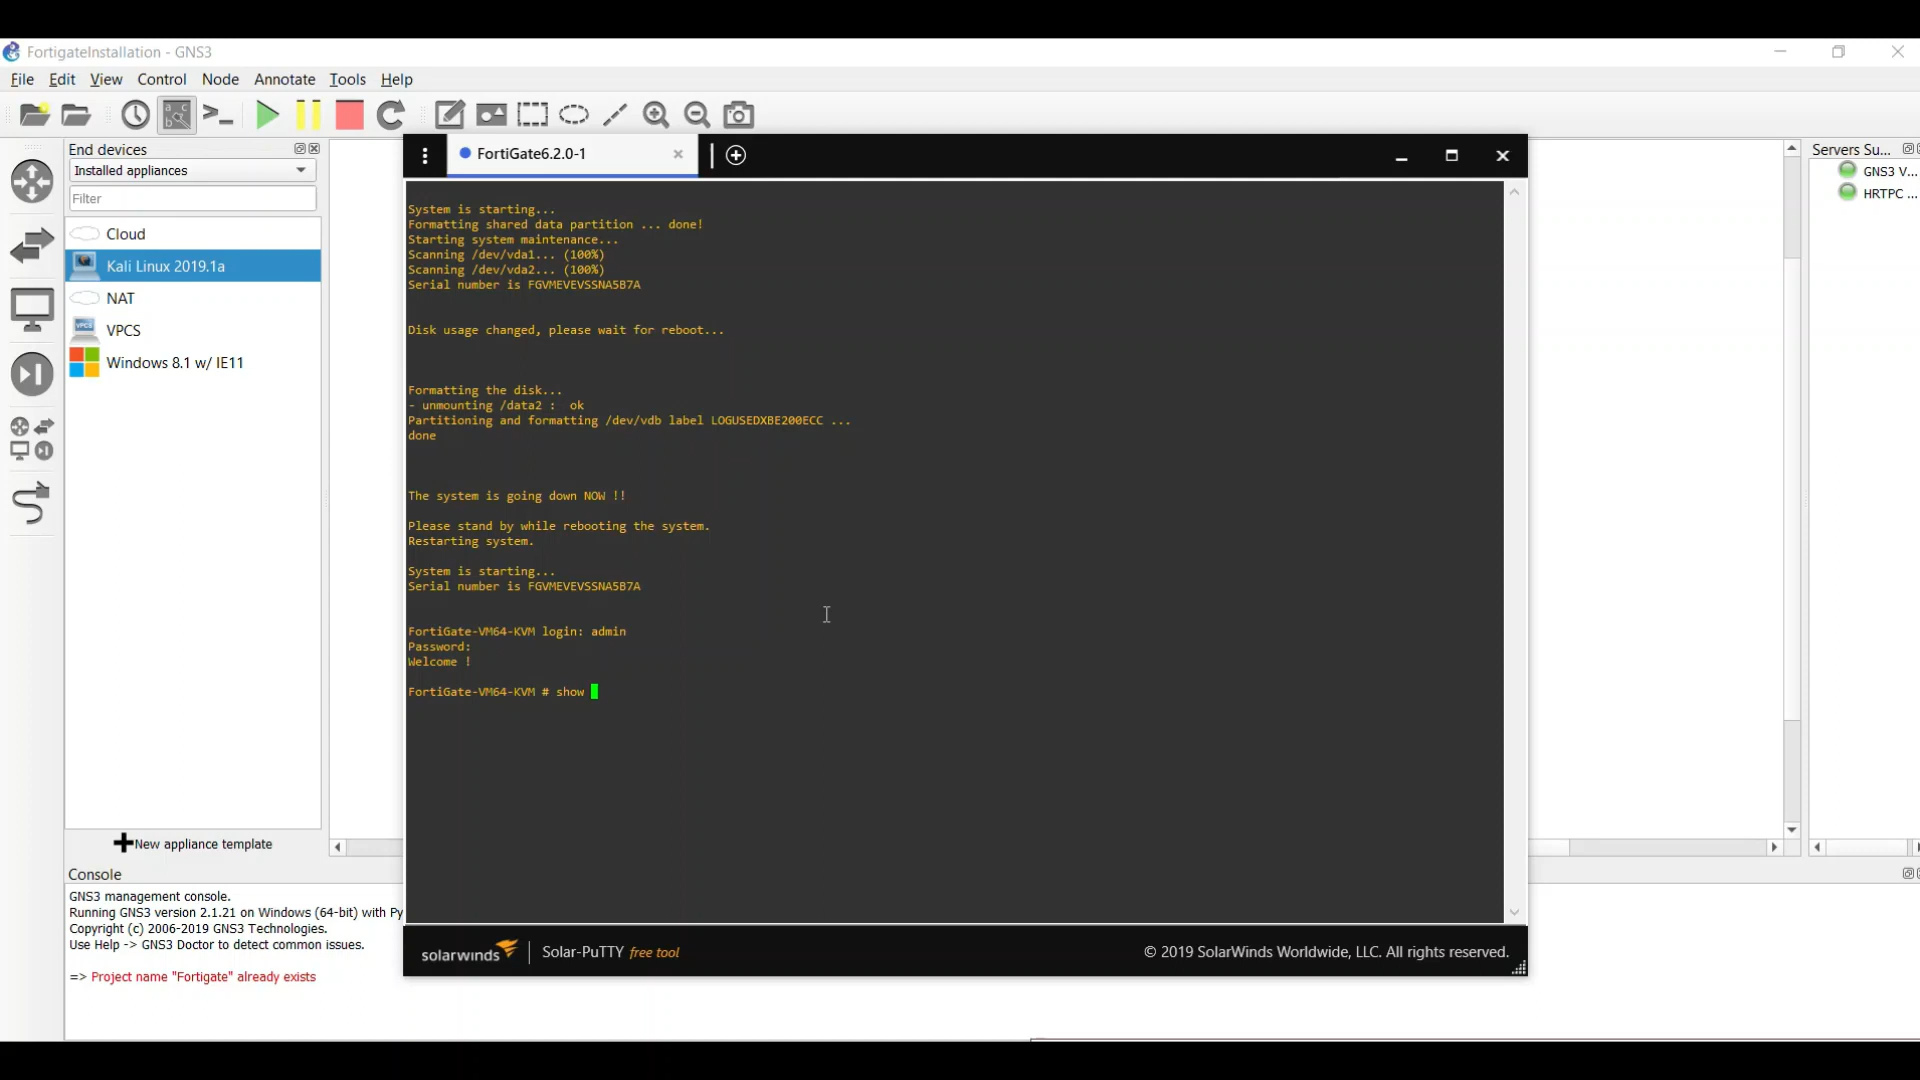 FortigateInstallation - GNS3
File Edit View Control Node Annotate Tools Help
End devices
Installed appliances
Filter
Cloud
Kali Linux 2019.1a
NAT
VPCS
Windows 8.1 w/ IE11
New appliance template
FortiGate6.2.0-1
System is starting...
Formatting shared data partition ... done!
Starting system maintenance...
Scanning /dev/vda1... (100%)
Scanning /dev/vda2... (100%)
Serial number is FGVMEVEVSSNA5B7A
Disk usage changed, please wait for reboot...
Formatting the disk...
- unmounting /data2 :  ok
Partitioning and formatting /dev/vdb label LOGUSEDXBE200ECC ...
done
The system is going down NOW !!
Please stand by while rebooting the system.
Restarting system.
System is starting...
Serial number is FGVMEVEVSSNA5B7A
FortiGate-VM64-KVM login: admin
Password:
Welcome !
FortiGate-VM64-KVM # show
solarwinds
Solar-PuTTY free tool
© 2019 SolarWinds Worldwide, LLC. All rights reserved.
Servers Su...
GNS3 V...
HRTPC ...
Console
GNS3 management console.
Running GNS3 version 2.1.21 on Windows (64-bit) with Py
Copyright (c) 2006-2019 GNS3 Technologies.
Use Help -> GNS3 Doctor to detect common issues.
=> Project name "Fortigate" already exists